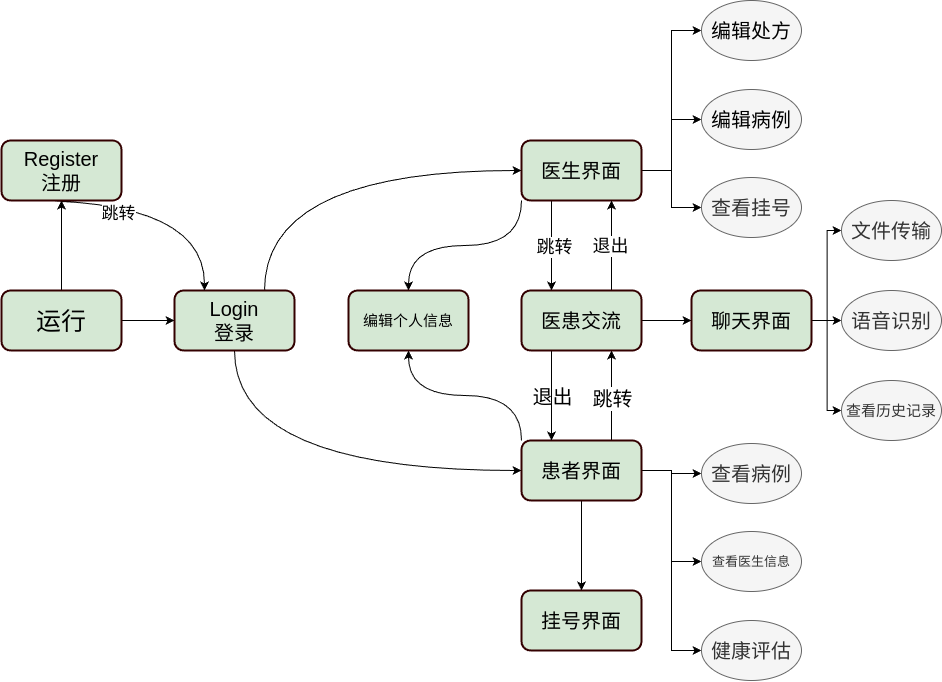 编辑处方
编辑病例
Register
注册
跳转
医生界面
查看挂号
跳转
退出
文件传输
运行
Login
登录
编辑个人信息
医患交流
聊天界面
语音识别
退出
跳转
查看历史记录
患者界面
查看病例
查看医生信息
挂号界面
健康评估